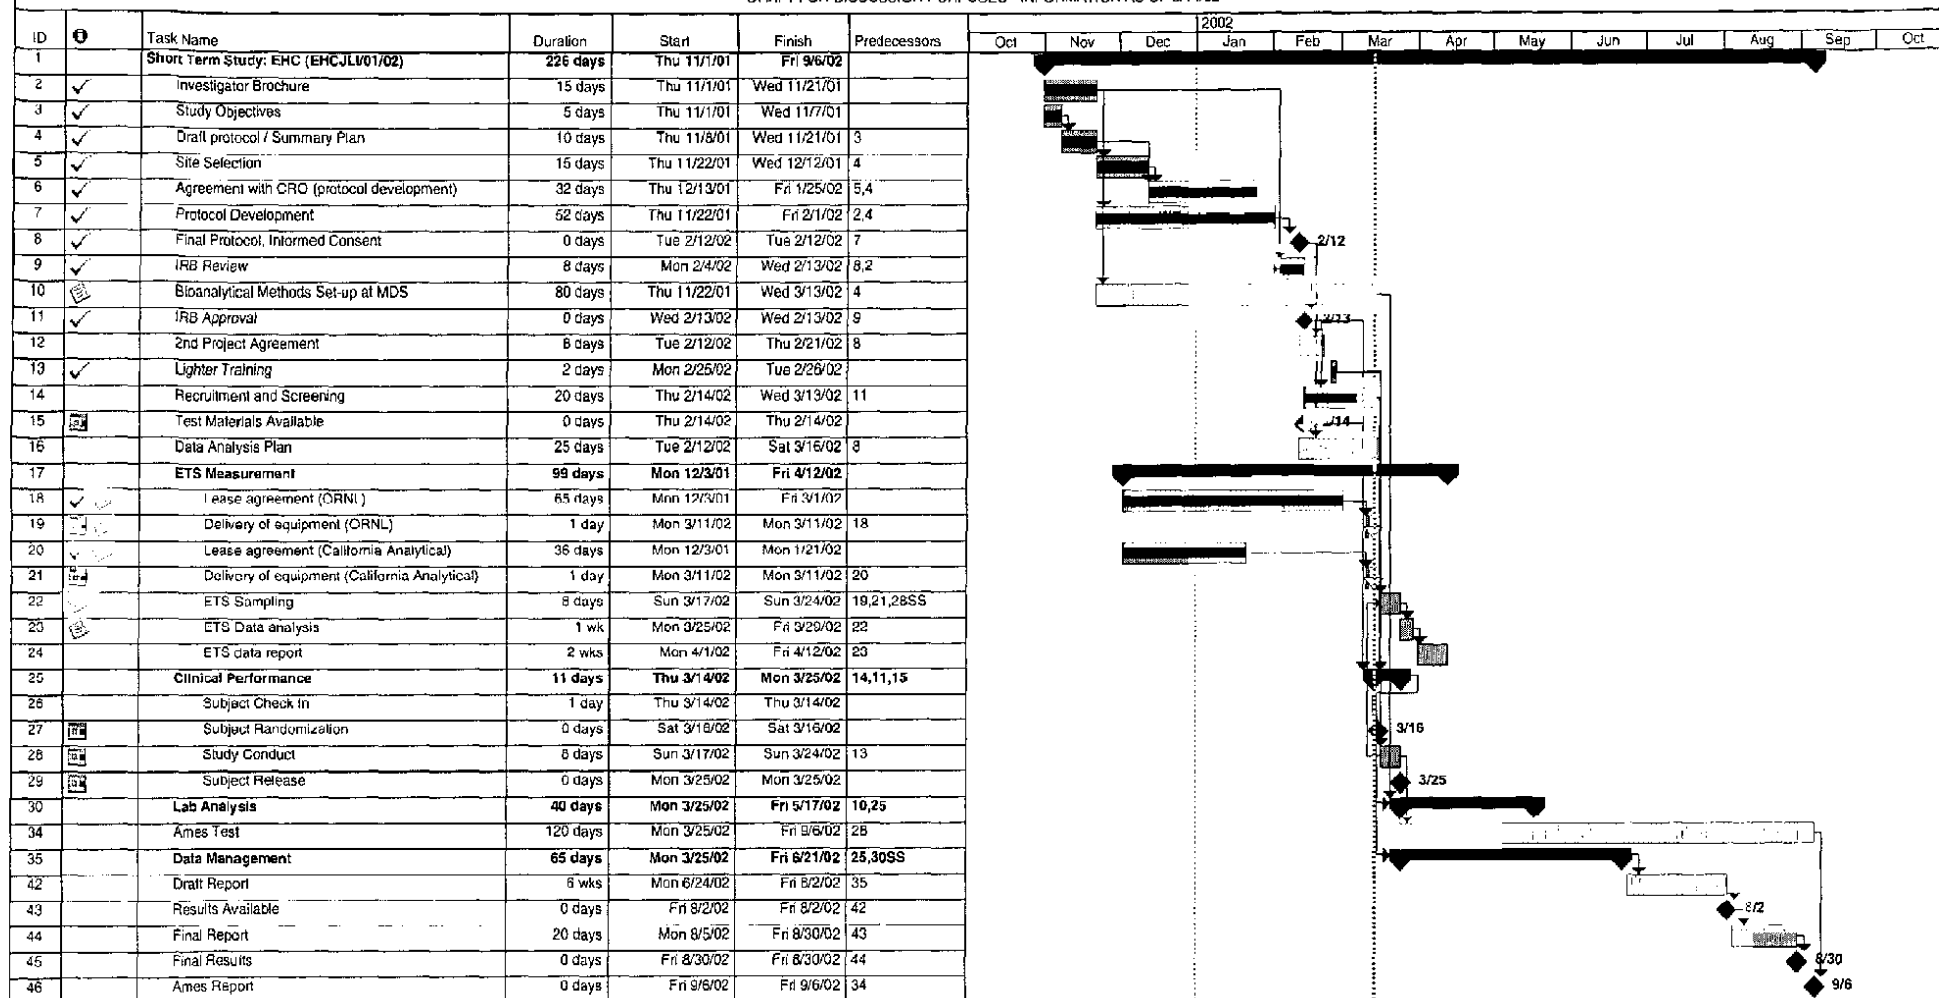 2002
ID Task Name Duration Start Finish Predecessors Oct Nov Dec Jan Feb Mar Apr May Jun Jul Aug Sep Oct
1 Short Term Study: EHC (EHCJLI/01/02) 226 days Thu 11/1/01 Fri 9/6/02
2 Investigator Brochure 15 days Thu 11/1/01 Wed 11/21/01
3 Study Objectives 5 days Thu 11/1/01 Wed 11/7/01
4 Draft protocol / Summary Plan 10 days Thu 11/8/01 Wed 11/21/01 3
5 Site Selection 15 days Thu 11/22/01 Wed 12/12/01 4
6 Agreement with CRO (protocol development) 32 days Thu 12/13/01 Fri 1/25/02 5,4
7 Protocol Development 52 days Thu 11/22/01 Fri 2/1/02 2,4
8 Final Protocol, Informed Consent 0 days Tue 2/12/02 Tue 2/12/02 7 2/12
9 IRB Review 8 days Mon 2/4/02 Wed 2/13/02 8,2
10 Bioanalytical Methods Set-up at MDS 80 days Thu 11/22/01 Wed 3/13/02 4
11 IRB Approval 0 days Wed 2/13/02 Wed 2/13/02 9
12 2nd Project Agreement 8 days Tue 2/12/02 Thu 2/21/02 8
13 Lighter Training 2 days Mon 2/25/02 Tue 2/26/02
14 Recruitment and Screening 20 days Thu 2/14/02 Wed 3/13/02 11
15 Test Materials Available 0 days Thu 2/14/02 Thu 2/14/02
16 Data Analysis Plan 25 days Tue 2/12/02 Sat 3/16/02 8
17 ETS Measurement 99 days Mon 12/3/01 Fri 4/12/02
18 Lease agreement (ORNL) 65 days Mon 12/3/01 Fri 3/1/02
19 Delivery of equipment (ORNL) 1 day Mon 3/11/02 Mon 3/11/02 18
20 Lease agreement (California Analytical) 36 days Mon 12/3/01 Mon 1/21/02
21 Delivery of equipment (California Analytical) 1 day Mon 3/11/02 Mon 3/11/02 20
22 ETS Sampling 8 days Sun 3/17/02 Sun 3/24/02 19,21,28SS
23 ETS Data analysis 1 wk Mon 3/25/02 Fri 3/29/02 22
24 ETS data report 2 wks Mon 4/1/02 Fri 4/12/02 23
25 Clinical Performance 11 days Thu 3/14/02 Mon 3/25/02 14,11,15
26 Subject Check In 1 day Thu 3/14/02 Thu 3/14/02
27 Subject Randomization 0 days Sat 3/16/02 Sat 3/16/02 3/16
28 Study Conduct 8 days Sun 3/17/02 Sun 3/24/02 13
29 Subject Release 0 days Mon 3/25/02 Mon 3/25/02 3/25
30 Lab Analysis 40 days Mon 3/25/02 Fri 5/17/02 10,25
34 Ames Test 120 days Mon 3/25/02 Fri 9/6/02 28
35 Data Management 65 days Mon 3/25/02 Fri 6/21/02 25,30SS
42 Draft Report 6 wks Mon 6/24/02 Fri 8/2/02 35
43 Results Available 0 days Fri 8/2/02 Fri 8/2/02 42 8/2
44 Final Report 20 days Mon 8/5/02 Fri 8/30/02 43
45 Final Results 0 days Fri 8/30/02 Fri 8/30/02 44 8/30
46 Ames Report 0 days Fri 9/6/02 Fri 9/6/02 34 9/6